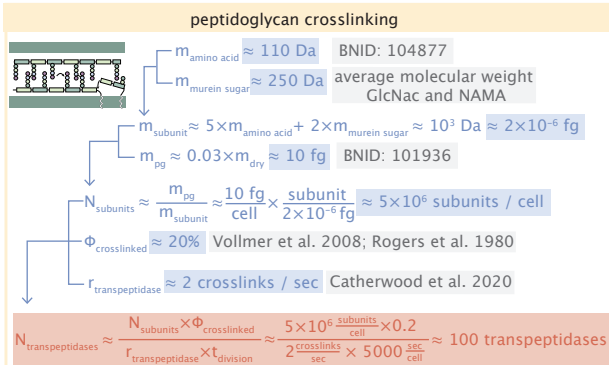 peptidoglycan crosslinking
m_amino acid ≈ 110 Da BNID: 104877
m_murein sugar ≈ 250 Da average molecular weight GlcNac and NAMA
m_subunit ≈ 5×m_amino acid + 2×m_murein sugar ≈ 10³ Da ≈ 2×10⁻⁶ fg
m_pg ≈ 0.03×m_dry ≈ 10 fg BNID: 101936
N_subunits ≈ m_pg / m_subunit ≈ 10 fg / cell × subunit / 2×10⁻⁶ fg ≈ 5×10⁶ subunits / cell
Φ_crosslinked ≈ 20% Vollmer et al. 2008; Rogers et al. 1980
r_transpeptidase ≈ 2 crosslinks / sec Catherwood et al. 2020
N_transpeptidases ≈ N_subunits×Φ_crosslinked / r_transpeptidase×t_division ≈ 5×10⁶ subunits/cell ×0.2 / 2 crosslinks/sec × 5000 sec/cell ≈ 100 transpeptidases